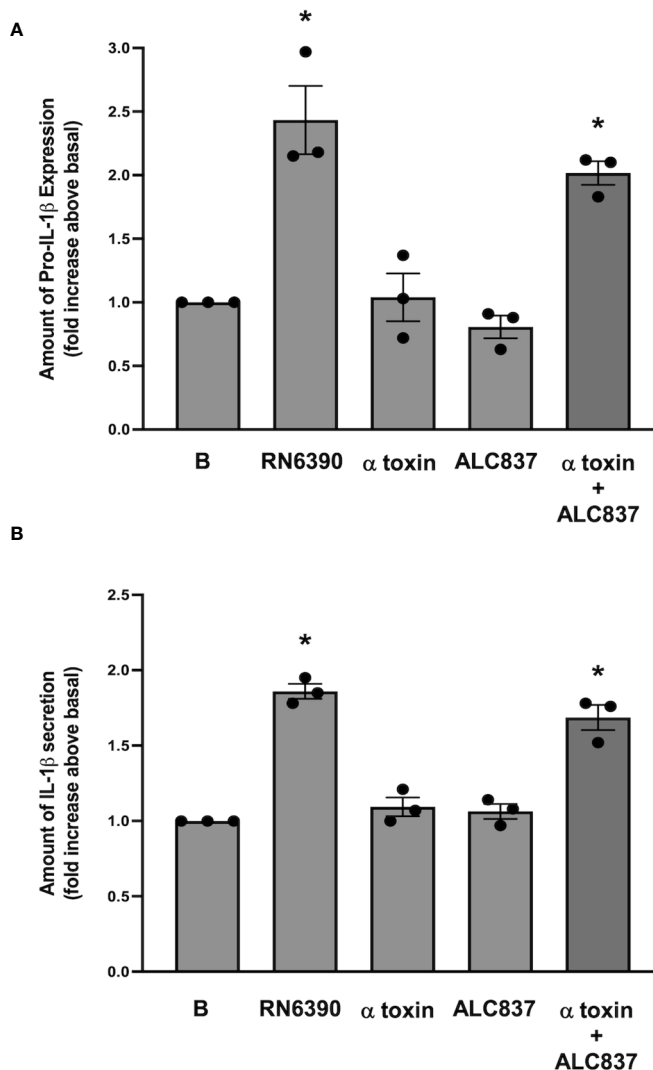 A
Amount of Pro-IL-1β Expression
(fold increase above basal)
3.0
2.5
2.0
1.5
1.0
0.5
0.0
*
*
B
RN6390
α toxin
ALC837
α toxin
+
ALC837
B
Amount of IL-1β secretion
(fold increase above basal)
2.5
2.0
1.5
1.0
0.5
0.0
*
*
B
RN6390
α toxin
ALC837
α toxin
+
ALC837